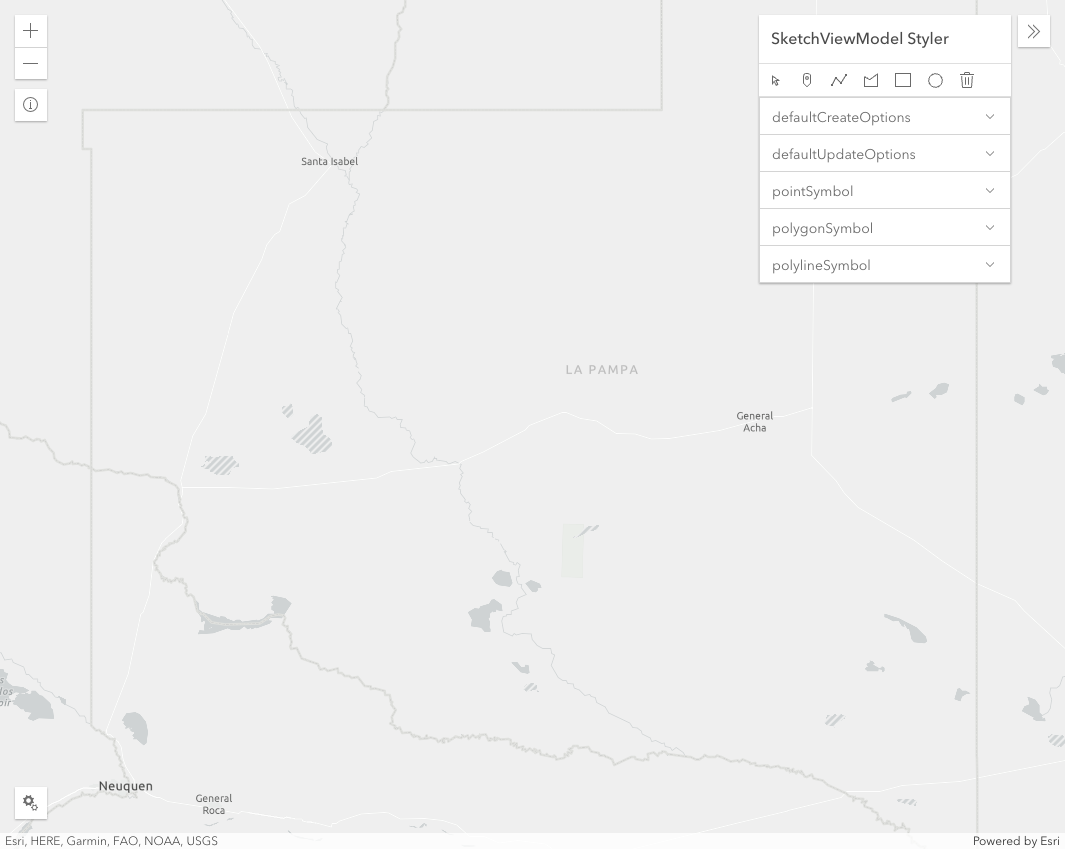 SketchViewModel Styler
defaultCreateOptions
defaultUpdateOptions
pointSymbol
polygonSymbol
polylineSymbol
Santa Isabel
LA PAMPA
General
Acha
Neuquen
General
Roca
Esri, HERE, Garmin, FAO, NOAA, USGS
Powered by Esri